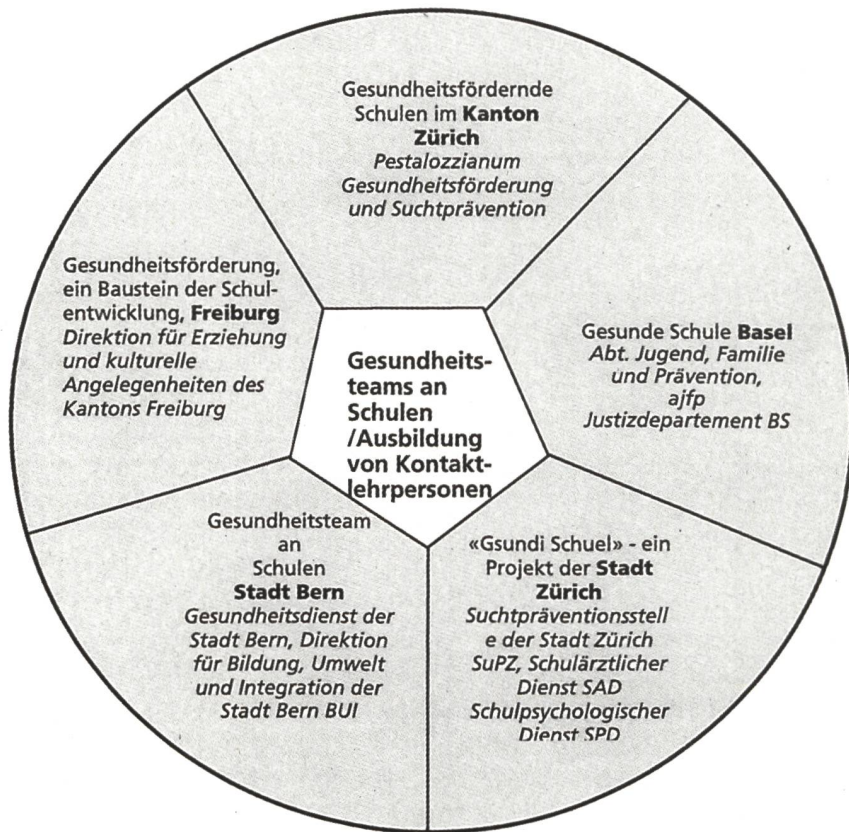 Gesundheitsfördernde
Schulen im Kanton
Zürich
Pestalozzianum
Gesundheitsförderung
und Suchtprävention
Gesundheitsförderung,
ein Baustein der Schul-
entwicklung, Freiburg
Direktion für Erziehung
und kulturelle
Angelegenheiten des
Kantons Freiburg
Gesundheits-
teams an
Schulen
/Ausbildung
von Kontakt-
lehrpersonen
Gesunde Schule Basel
Abt. Jugend, Familie
und Prävention,
ajfp
Justizdepartement BS
Gesundheitsteam
an
Schulen
Stadt Bern
Gesundheitsdienst der
Stadt Bern, Direktion
für Bildung, Umwelt
und Integration der
Stadt Bern BUI
«Gsundi Schuel» - ein
Projekt der Stadt
Zürich
Suchtpräventionsstell
e der Stadt Zürich
SuPZ, Schulärztlicher
Dienst SAD
Schulpsychologischer
Dienst SPD